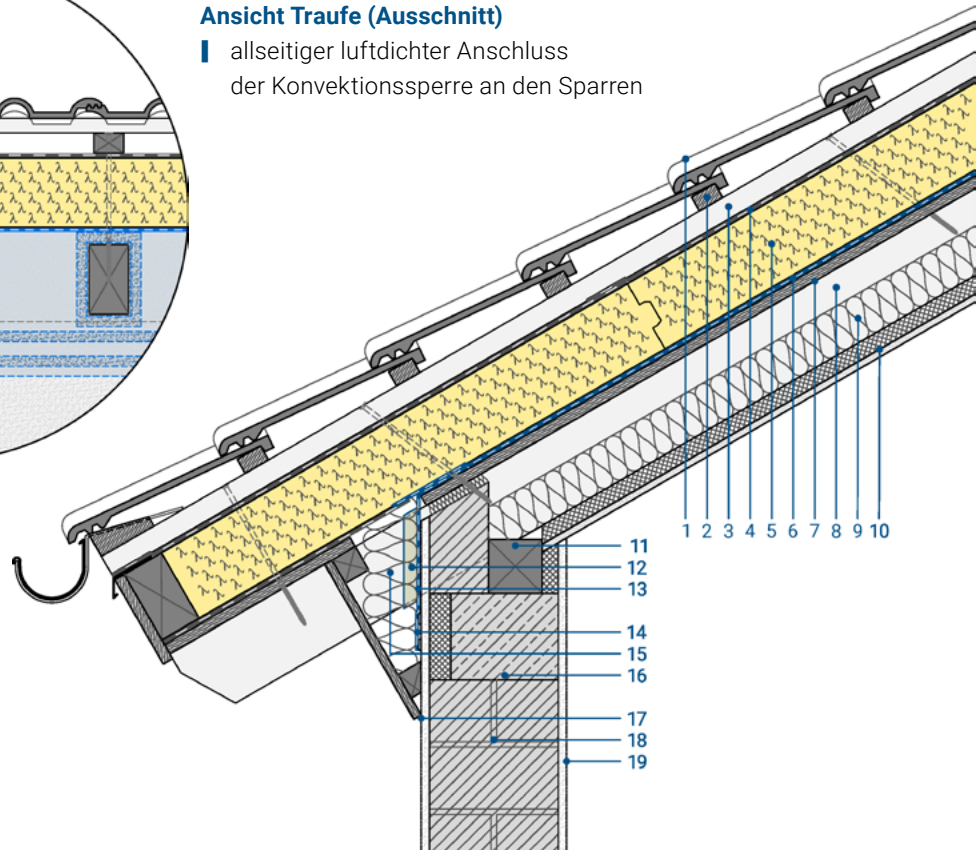 Ansicht Traufe (Ausschnitt)
allseitiger luftdichter Anschluss
der Konvektionssperre an den Sparren
1 2 3 4 5 6 7 8 9 10
11
12
13
14
15
16
17
18
19